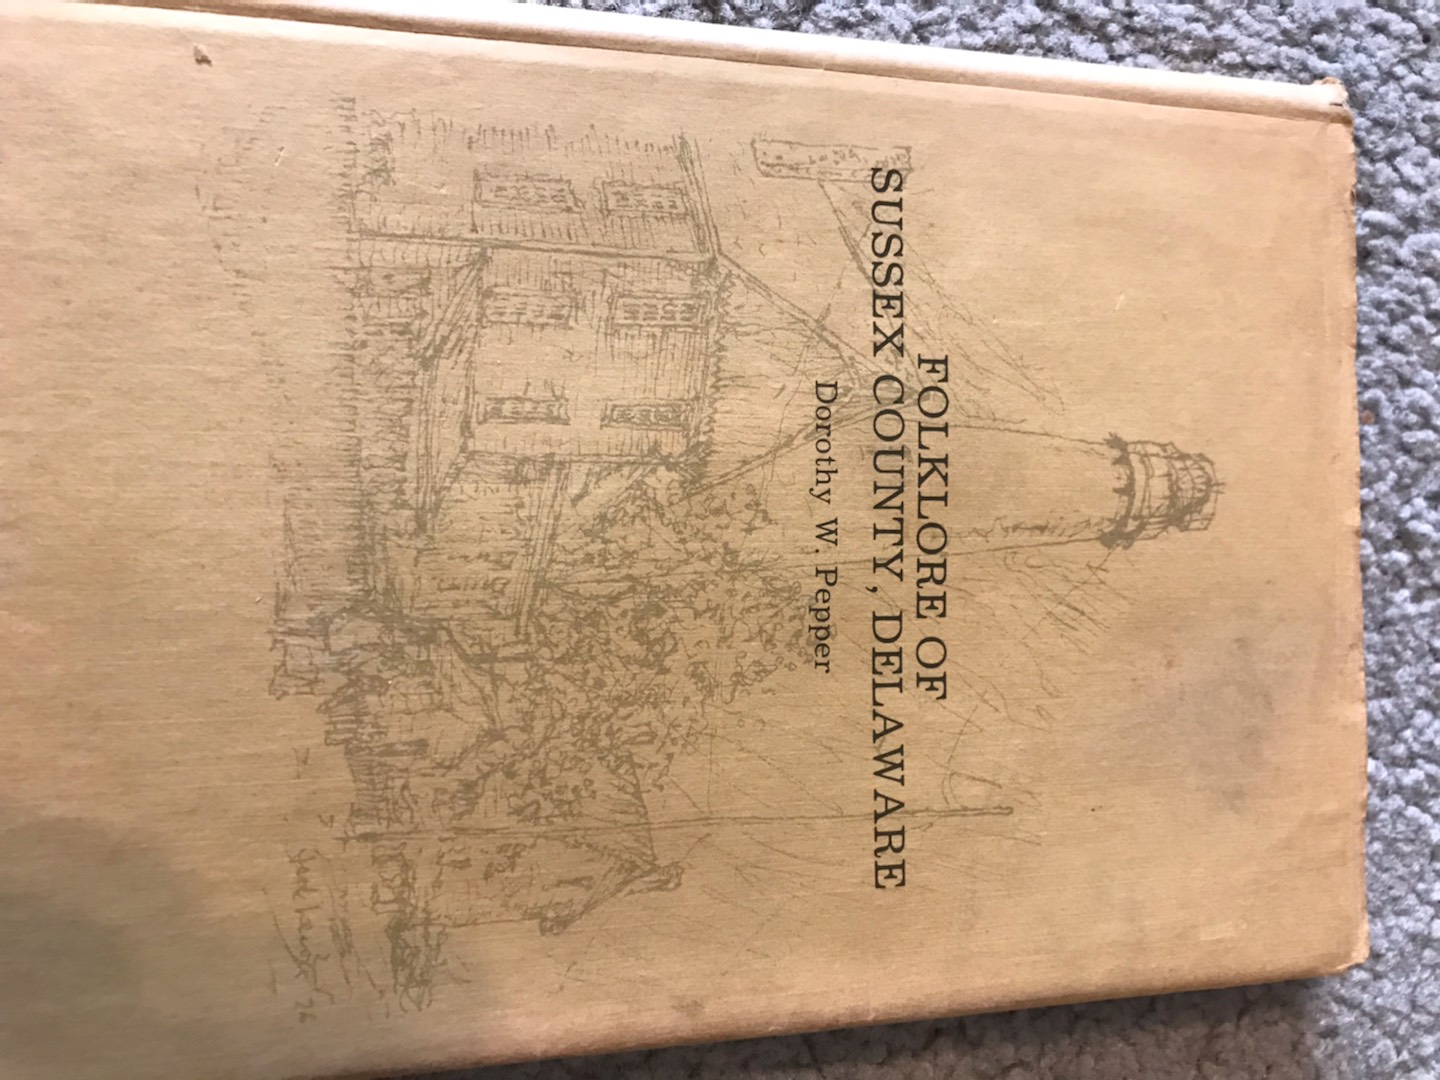 FOLKLORE OF
SUSSEX COUNTY, DELAWARE
Dorothy W. Pepper